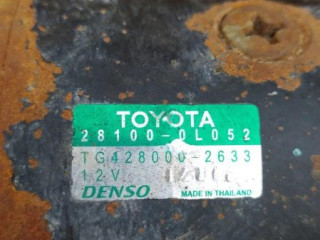 TOYOTA
28100-0L052
TG428000-2633
12V
DENSO MADE IN THAILAND